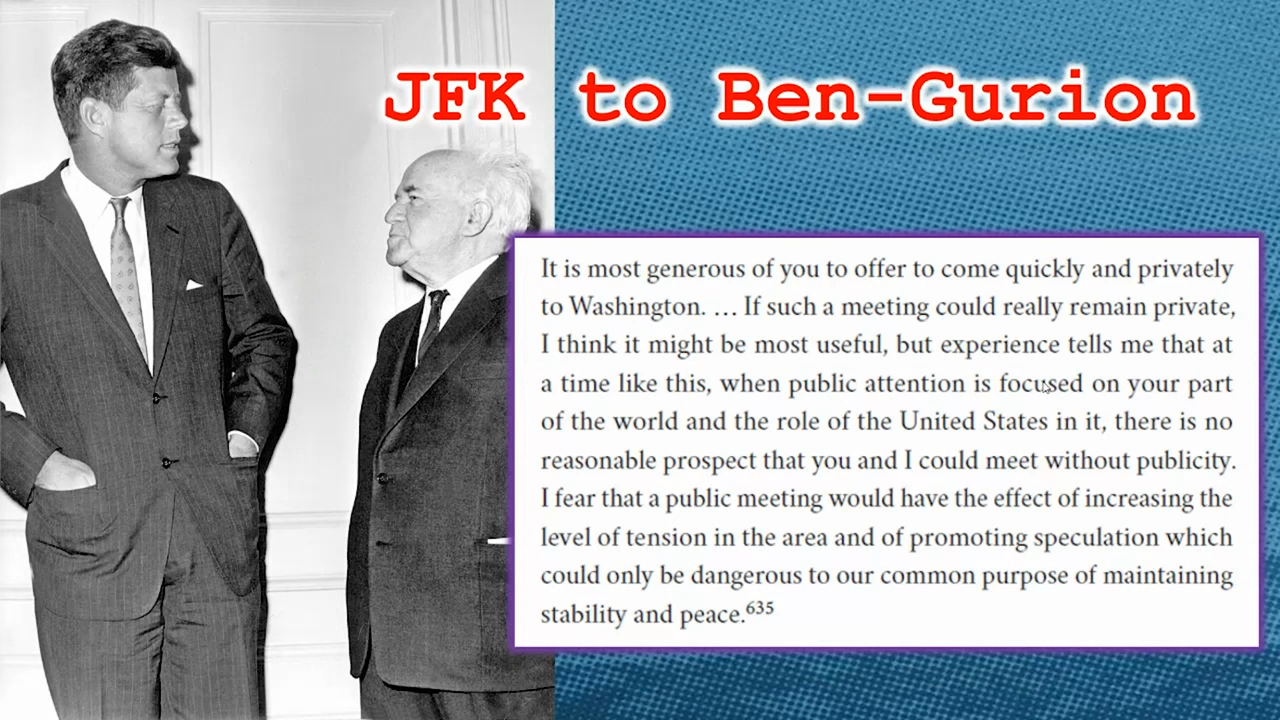 JFK to Ben-Gurion
It is most generous of you to offer to come quickly and privately
to Washington. … If such a meeting could really remain private,
I think it might be most useful, but experience tells me that at
a time like this, when public attention is focused on your part
of the world and the role of the United States in it, there is no
reasonable prospect that you and I could meet without publicity.
I fear that a public meeting would have the effect of increasing the
level of tension in the area and of promoting speculation which
could only be dangerous to our common purpose of maintaining
stability and peace.635